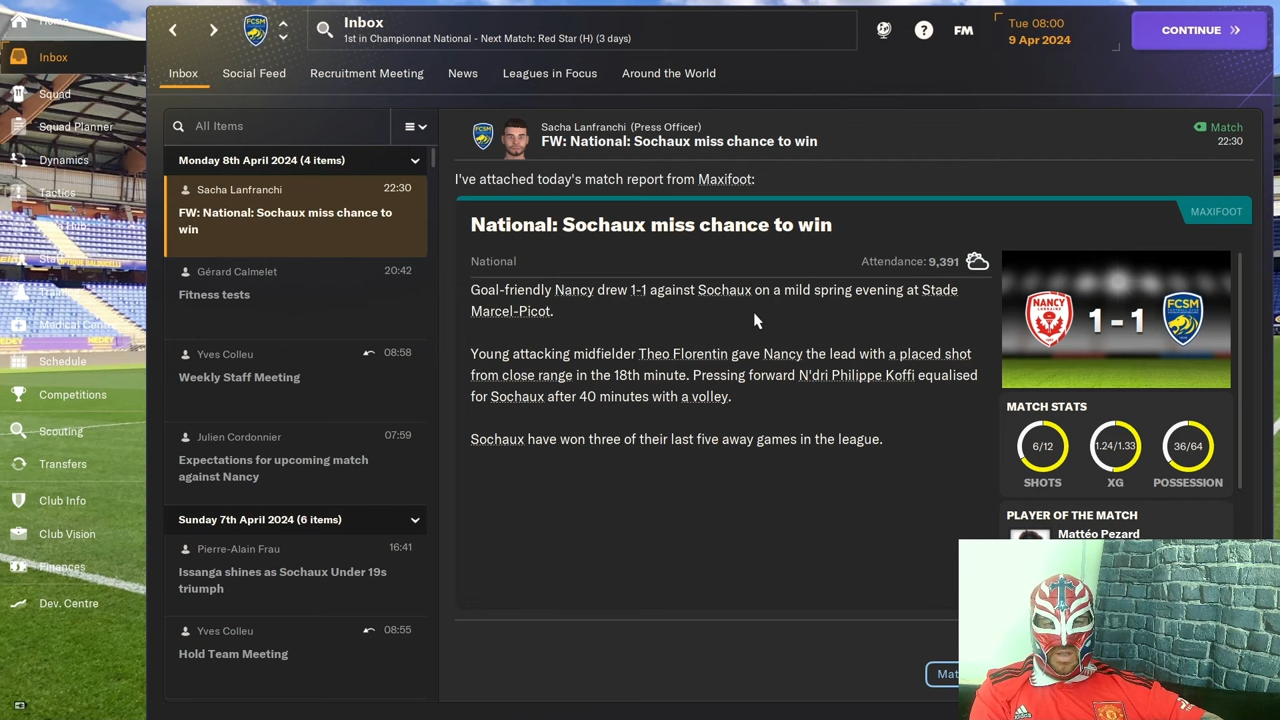 Home
Inbox
Squad
Squad Planner
Dynamics
Tactics
Schedule
Competitions
Scouting
Transfers
Club Info
Club Vision
Finances
Dev. Centre
FCSM
Inbox
1st in Championnat National - Next Match: Red Star (H) (3 days)
?
FM
Tue 08:00
9 Apr 2024
CONTINUE
Inbox
Social Feed
Recruitment Meeting
News
Leagues in Focus
Around the World
All Items
Monday 8th April 2024 (4 items)
Sacha Lanfranchi
22:30
FW: National: Sochaux miss chance to
win
Gérard Calmelet
20:42
Fitness tests
Yves Colleu
08:58
Weekly Staff Meeting
Julien Cordonnier
07:59
Expectations for upcoming match
against Nancy
Sunday 7th April 2024 (6 items)
Pierre-Alain Frau
16:41
Issanga shines as Sochaux Under 19s
triumph
Yves Colleu
08:55
Hold Team Meeting
FCSM
Sacha Lanfranchi (Press Officer)
FW: National: Sochaux miss chance to win
Match
22:30
I've attached today's match report from Maxifoot:
MAXIFOOT
National: Sochaux miss chance to win
National
Attendance: 9,391
Goal-friendly Nancy drew 1-1 against Sochaux on a mild spring evening at Stade
Marcel-Picot.
Young attacking midfielder Theo Florentin gave Nancy the lead with a placed shot
from close range in the 18th minute. Pressing forward N'dri Philippe Koffi equalised
for Sochaux after 40 minutes with a volley.
Sochaux have won three of their last five away games in the league.
NANCY
LORRAINE
1 - 1
FCSM
MATCH STATS
6/12
1.24/1.33
36/64
SHOTS
XG
POSSESSION
PLAYER OF THE MATCH
Mattéo Pezard
Mat